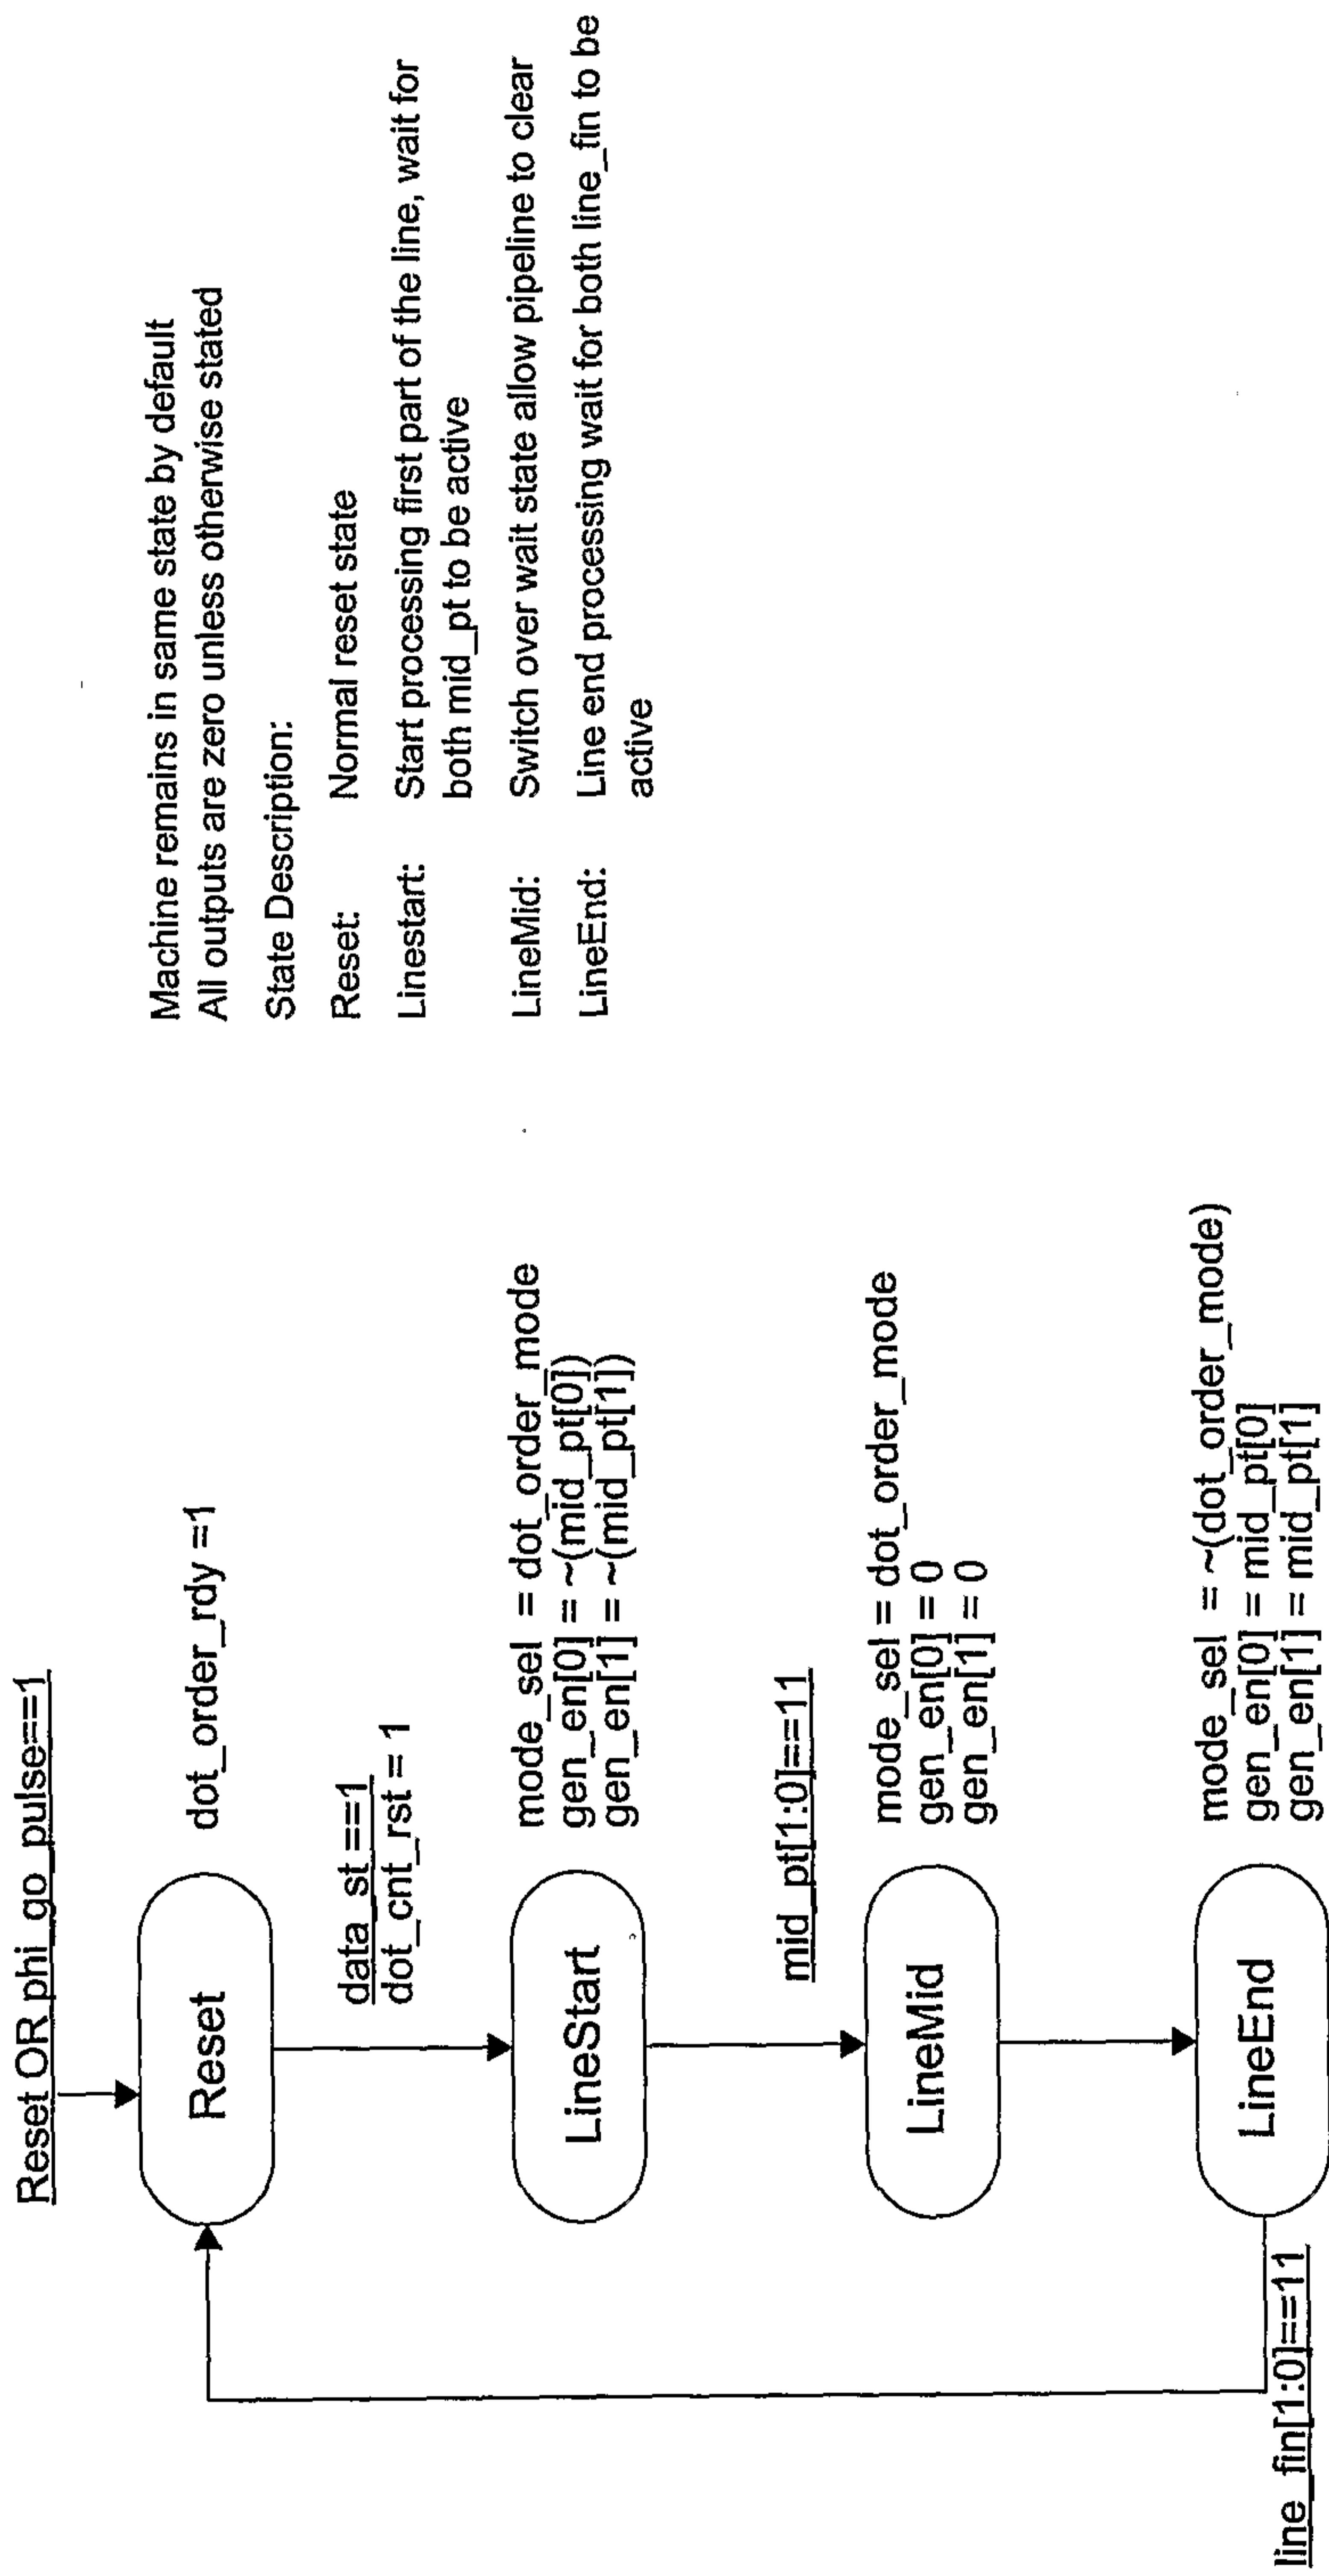 Reset OR phi_go_pulse==1
Reset
dot_order_rdy =1
data_st ==1
dot_cnt_rst = 1
LineStart
mode_sel = dot_order_mode
gen_en[0] = ~(mid_pt[0])
gen_en[1] = ~(mid_pt[1])
mid_pt[1:0]==11
LineMid
mode_sel = dot_order_mode
gen_en[0] = 0
gen_en[1] = 0
LineEnd
mode_sel = ~(dot_order_mode)
gen_en[0] = mid_pt[0]
gen_en[1] = mid_pt[1]
line_fin[1:0]==11
Machine remains in same state by default
All outputs are zero unless otherwise stated
State Description:
Reset: Normal reset state
Linestart: Start processing first part of the line, wait for
both mid_pt to be active
LineMid: Switch over wait state allow pipeline to clear
LineEnd: Line end processing wait for both line_fin to be
active